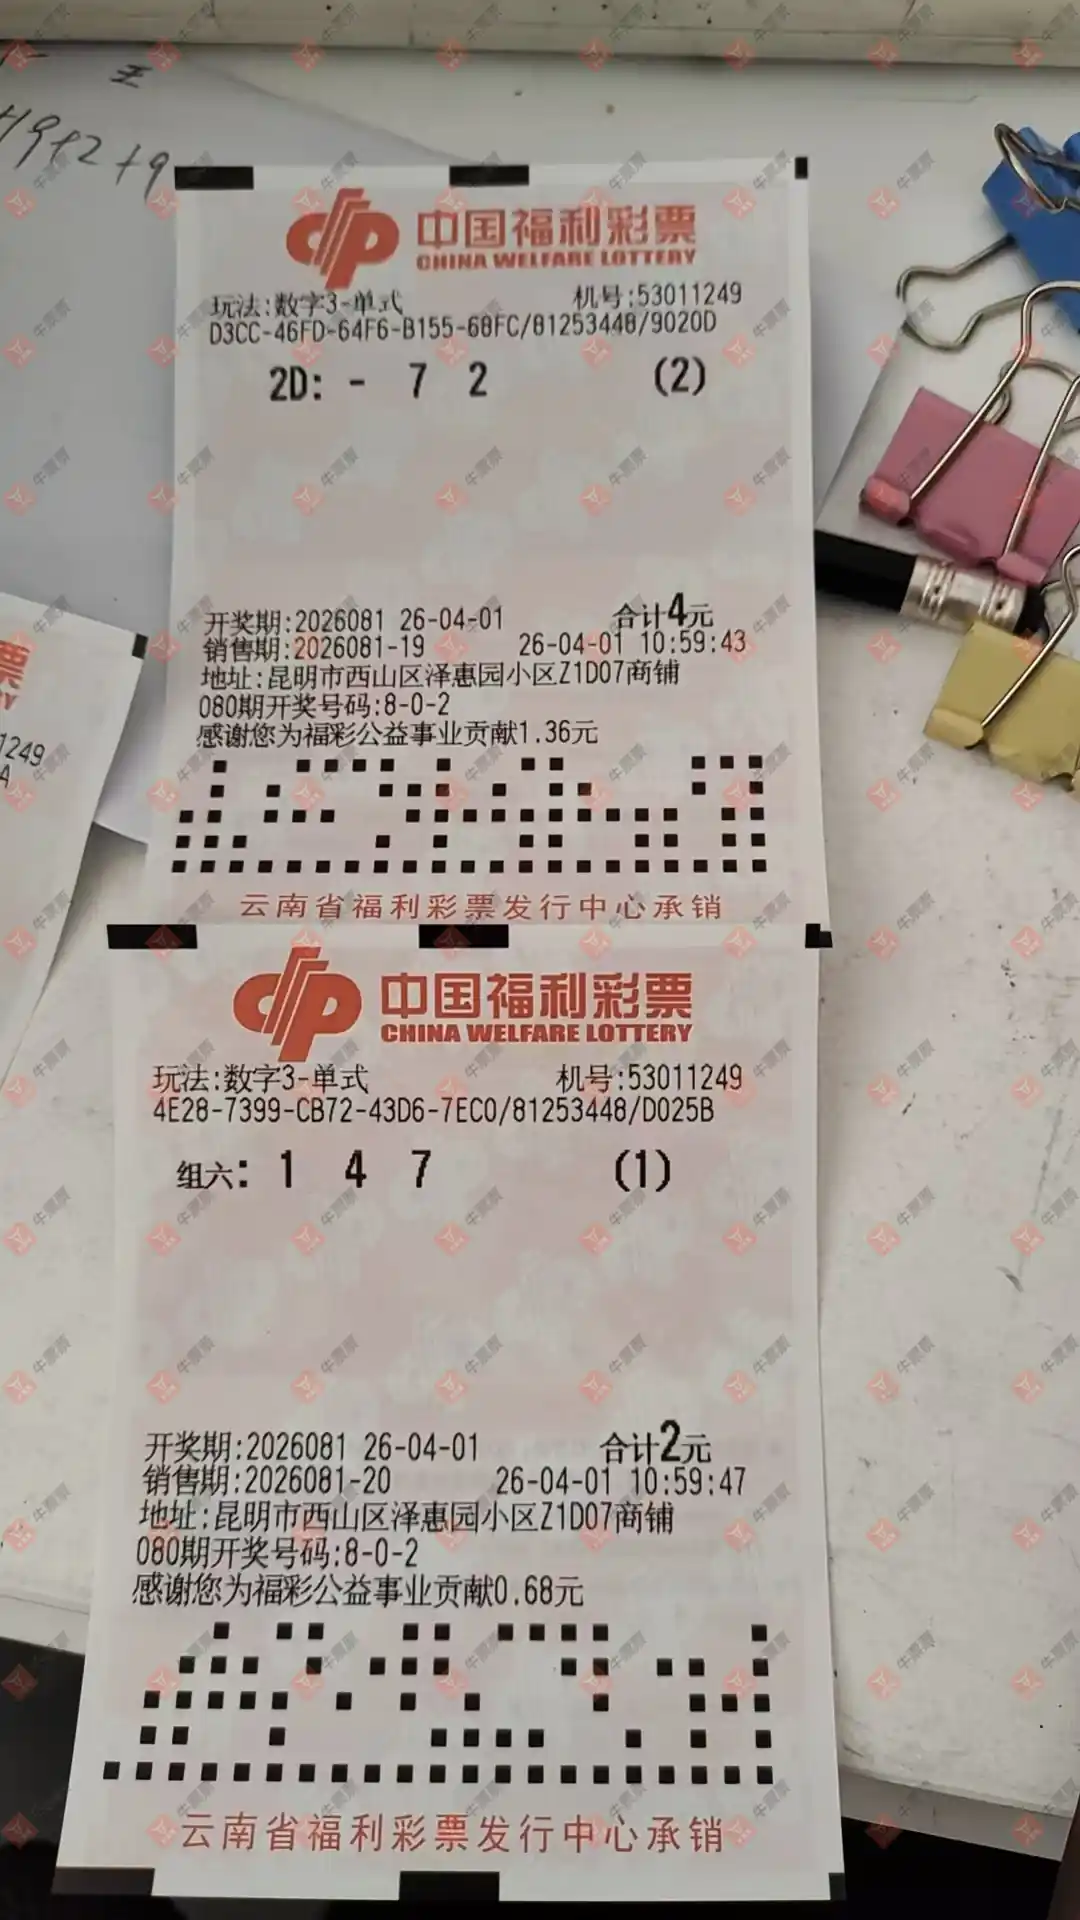 王
H9+2+9
中国福利彩票
CHINA WELFARE LOTTERY
玩法:数字3-单式 机号:53011249
D3CC-46FD-64F6-B155-68FC/81253448/9020D
2D: - 7 2 (2)
开奖期:2026081 26-04-01 合计4元
销售期:2026081-19 26-04-01 10:59:43
地址:昆明市西山区泽惠园小区Z1D07商铺
080期开奖号码:8-0-2
感谢您为福彩公益事业贡献1.36元
云南省福利彩票发行中心承销
票
1249
A
中国福利彩票
CHINA WELFARE LOTTERY
玩法:数字3-单式 机号:53011249
4E28-7399-CB72-43D6-7EC0/81253448/D025B
组六: 1 4 7 (1)
开奖期:2026081 26-04-01 合计2元
销售期:2026081-20 26-04-01 10:59:47
地址:昆明市西山区泽惠园小区Z1D07商铺
080期开奖号码:8-0-2
感谢您为福彩公益事业贡献0.68元
云南省福利彩票发行中心承销
牛票票